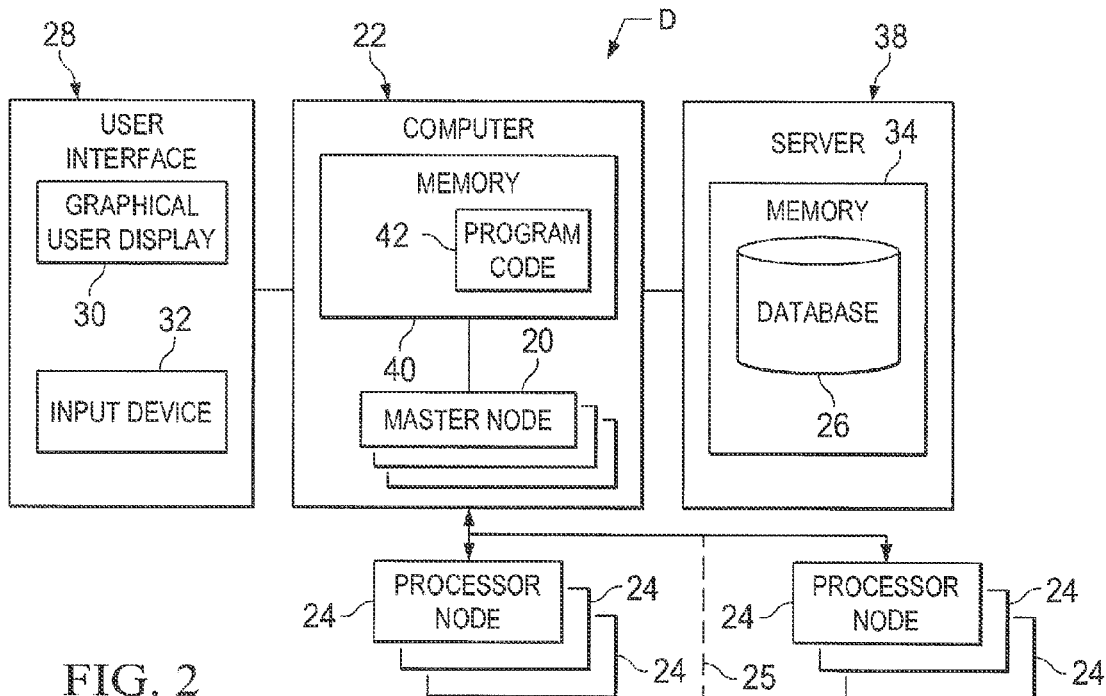 D
28
22
38
USER
INTERFACE
GRAPHICAL
USER DISPLAY
30
32
INPUT DEVICE
COMPUTER
MEMORY
42
PROGRAM
CODE
40
20
MASTER NODE
SERVER
34
MEMORY
DATABASE
26
24
PROCESSOR
NODE
24
24
25
24
PROCESSOR
NODE
24
24
FIG. 2